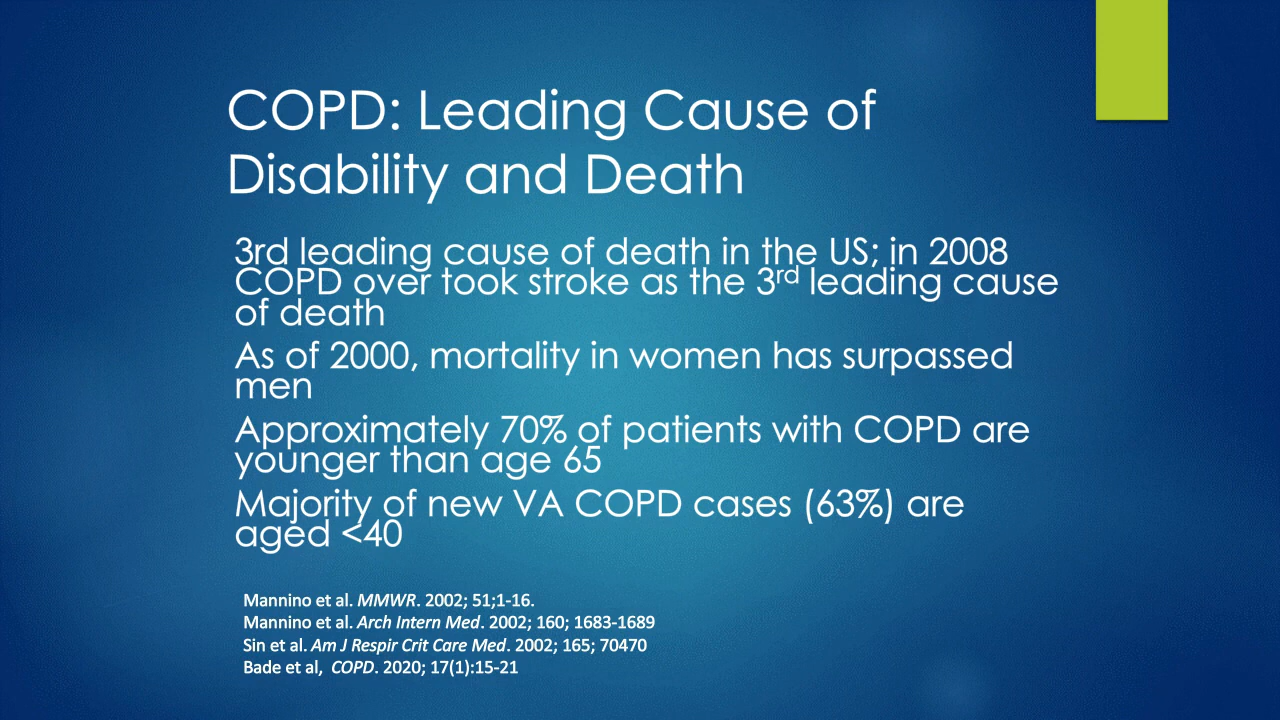 COPD: Leading Cause of
Disability and Death
3rd leading cause of death in the US; in 2008
COPD over took stroke as the 3rd leading cause
of death
As of 2000, mortality in women has surpassed
men
Approximately 70% of patients with COPD are
younger than age 65
Majority of new VA COPD cases (63%) are
aged <40
Mannino et al. MMWR. 2002; 51;1-16.
Mannino et al. Arch Intern Med. 2002; 160; 1683-1689
Sin et al. Am J Respir Crit Care Med. 2002; 165; 70470
Bade et al, COPD. 2020; 17(1):15-21